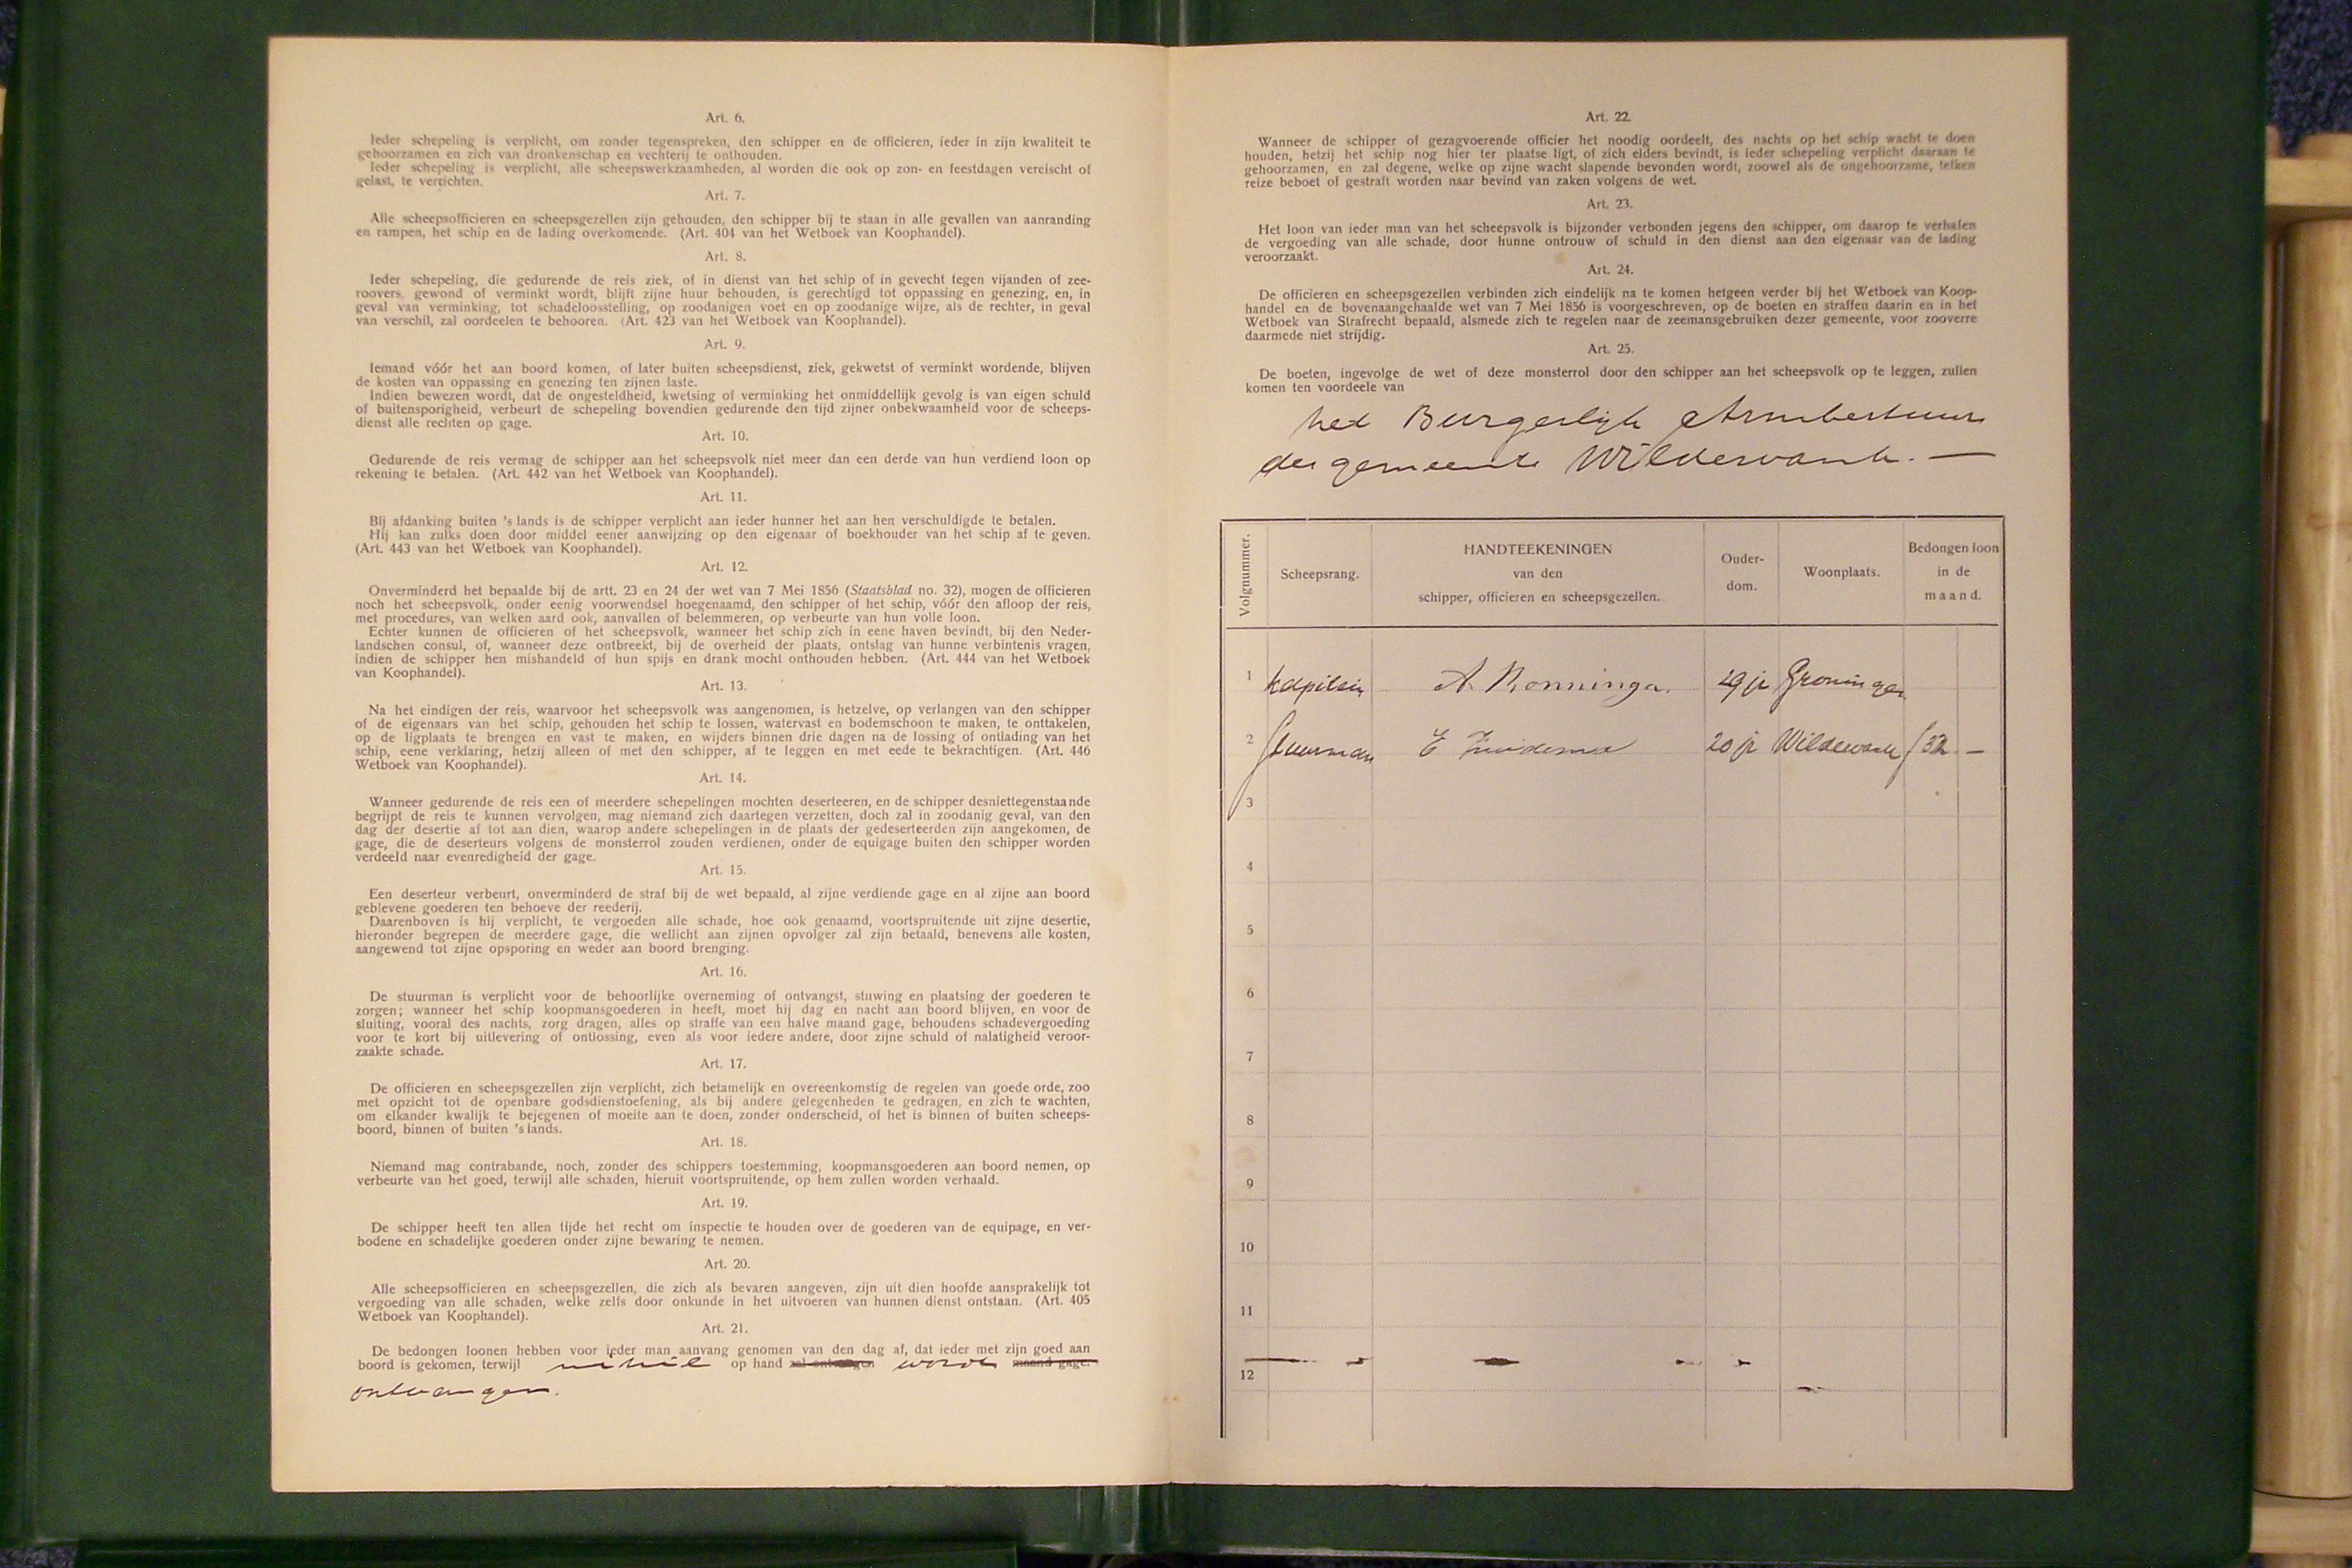 Art. 6.
Ieder schepeling is verplicht, om zonder tegenspreken, den schipper en de officieren, ieder in zijn kwaliteit te
gehoorzamen en zich van dronkenschap en vechterij te onthouden.
Ieder schepeling is verplicht, alle scheepswerkzaamheden, al worden die ook op zon- en feestdagen vereischt of
gelast, te verrichten.
Art. 7.
Alle scheepsofficieren en scheepsgezellen zijn gehouden, den schipper bij te staan in alle gevallen van aanranding
en rampen, het schip en de lading overkomende. (Art. 404 van het Wetboek van Koophandel).
Art. 8.
Ieder schepeling, die gedurende de reis ziek, of in dienst van het schip of in gevecht tegen vijanden of zee-
roovers, gewond of verminkt wordt, blijft zijne huur behouden, is gerechtigd tot oppassing en genezing, en, in
geval van verminking, tot schadeloosstelling, op zoodanigen voet en op zoodanige wijze, als de rechter, in geval
van verschil, zal oordeelen te behooren. (Art. 423 van het Wetboek van Koophandel).
Art. 9.
Iemand vóór het aan boord komen, of later buiten scheepsdienst, ziek, gekwetst of verminkt wordende, blijven
de kosten van oppassing en genezing ten zijnen laste.
Indien bewezen wordt, dat de ongesteldheid, kwetsing of verminking het onmiddellijk gevolg is van eigen schuld
of buitensporigheid, verbeurt de schepeling bovendien gedurende den tijd zijner onbekwaamheid voor de scheeps-
dienst alle rechten op gage.
Art. 10.
Gedurende de reis vermag de schipper aan het scheepsvolk niet meer dan een derde van hun verdiend loon op
rekening te betalen. (Art. 442 van het Wetboek van Koophandel).
Art. 11.
Bij afdanking buiten 's lands is de schipper verplicht aan ieder hunner het aan hen verschuldigde te betalen.
Hij kan zulks doen door middel eener aanwijzing op den eigenaar of boekhouder van het schip af te geven.
(Art. 443 van het Wetboek van Koophandel).
Art. 12.
Onverminderd het bepaalde bij de artt. 23 en 24 der wet van 7 Mei 1856 (Staatsblad no. 32), mogen de officieren
noch het scheepsvolk, onder eenig voorwendsel hoegenaamd, den schipper of het schip, vóór den afloop der reis,
met procedures, van welken aard ook, aanvallen of belemmeren, op verbeurte van hun volle loon.
Echter kunnen de officieren of het scheepsvolk, wanneer het schip zich in eene haven bevindt, bij den Neder-
landschen consul, of, wanneer deze ontbreekt, bij de overheid der plaats, ontslag van hunne verbintenis vragen,
indien de schipper hen mishandeld of hun spijs en drank mocht onthouden hebben. (Art. 444 van het Wetboek
van Koophandel).
Art. 13.
Na het eindigen der reis, waarvoor het scheepsvolk was aangenomen, is hetzelve, op verlangen van den schipper
of de eigenaars van het schip, gehouden het schip te lossen, watervast en bodemschoon te maken, te onttakelen,
op de ligplaats te brengen en vast te maken, en wijders binnen drie dagen na de lossing of ontlading van het
schip, eene verklaring, hetzij alleen of met den schipper, af te leggen en met eede te bekrachtigen. (Art. 446
Wetboek van Koophandel).
Art. 14.
Wanneer gedurende de reis een of meerdere schepelingen mochten deserteeren, en de schipper desniettegenstaande
begrijpt de reis te kunnen vervolgen, mag niemand zich daartegen verzetten, doch zal in zoodanig geval, van den
dag der desertie af tot aan dien, waarop andere schepelingen in de plaats der gedeserteerden zijn aangekomen, de
gage, die de deserteurs volgens de monsterrol zouden verdienen, onder de equigage buiten den schipper worden
verdeeld naar evenredigheid der gage.
Art. 15.
Een deserteur verbeurt, onverminderd de straf bij de wet bepaald, al zijne verdiende gage en al zijne aan boord
geblevene goederen ten behoeve der reederij.
Daarenboven is hij verplicht, te vergoeden alle schade, hoe ook genaamd, voortspruitende uit zijne desertie,
hieronder begrepen de meerdere gage, die wellicht aan zijnen opvolger zal zijn betaald, benevens alle kosten,
aangewend tot zijne opsporing en weder aan boord brenging.
Art. 16.
De stuurman is verplicht voor de behoorlijke overneming of ontvangst, stuwing en plaatsing der goederen te
zorgen; wanneer het schip koopmansgoederen in heeft, moet hij dag en nacht aan boord blijven, en voor de
sluiting, vooral des nachts, zorg dragen, alles op straffe van een halve maand gage, behoudens schadevergoeding
voor te kort bij uitlevering of ontlossing, even als voor iedere andere, door zijne schuld of nalatigheid veroor-
zaakte schade.
Art. 17.
De officieren en scheepsgezellen zijn verplicht, zich betamelijk en overeenkomstig de regelen van goede orde, zoo
met opzicht tot de openbare godsdienstoefening, als bij andere gelegenheden te gedragen, en zich te wachten,
om elkander kwalijk te bejegenen of moeite aan te doen, zonder onderscheid, of het is binnen of buiten scheeps-
boord, binnen of buiten 's lands.
Art. 18.
Niemand mag contrabande, noch, zonder des schippers toestemming, koopmansgoederen aan boord nemen, op
verbeurte van het goed, terwijl alle schaden, hieruit voortspruitende, op hem zullen worden verhaald.
Art. 19.
De schipper heeft ten allen tijde het recht om inspectie te houden over de goederen van de equipage, en ver-
bodene en schadelijke goederen onder zijne bewaring te nemen.
Art. 20.
Alle scheepsofficieren en scheepsgezellen, die zich als bevaren aangeven, zijn uit dien hoofde aansprakelijk tot
vergoeding van alle schaden, welke zelfs door onkunde in het uitvoeren van hunnen dienst ontstaan. (Art. 405
Wetboek van Koophandel).
Art. 21.
De bedongen loonen hebben voor ieder man aanvang genomen van den dag af, dat ieder met zijn goed aan
boord is gekomen, terwijl nihil op hand zal ontvangen wordt maand gage.
ontvangen.
Art. 22.
Wanneer de schipper of gezagvoerende officier het noodig oordeelt, des nachts op het schip wacht te doen
houden, hetzij het schip nog hier ter plaatse ligt, of zich elders bevindt, is ieder schepeling verplicht daaraan te
gehoorzamen, en zal degene, welke op zijne wacht slapende bevonden wordt, zoowel als de ongehoorzame, telken
reize beboet of gestraft worden naar bevind van zaken volgens de wet.
Art. 23.
Het loon van ieder man van het scheepsvolk is bijzonder verbonden jegens den schipper, om daarop te verhalen
de vergoeding van alle schade, door hunne ontrouw of schuld in den dienst aan den eigenaar van de lading
veroorzaakt.
Art. 24.
De officieren en scheepsgezellen verbinden zich eindelijk na te komen hetgeen verder bij het Wetboek van Koop-
handel en de bovenaangehaalde wet van 7 Mei 1856 is voorgeschreven, op de boeten en straffen daarin en in het
Wetboek van Strafrecht bepaald, alsmede zich te regelen naar de zeemansgebruiken dezer gemeente, voor zooverre
daarmede niet strijdig.
Art. 25.
De boeten, ingevolge de wet of deze monsterrol door den schipper aan het scheepsvolk op te leggen, zullen
komen ten voordeele van
het Burgerlijk Armbestuur
der gemeente Wildervank. —
Volgnummer. Scheepsrang. HANDTEEKENINGEN van den schipper, officieren en scheepsgezellen. Ouder-dom. Woonplaats. Bedongen loon in de maand.
1 Kapitein A. Ronninga. 29 jr Groningen
2 Stuurman E Zuidema 20 jr Wildervank f 32 —
3
4
5
6
7
8
9
10
11
12